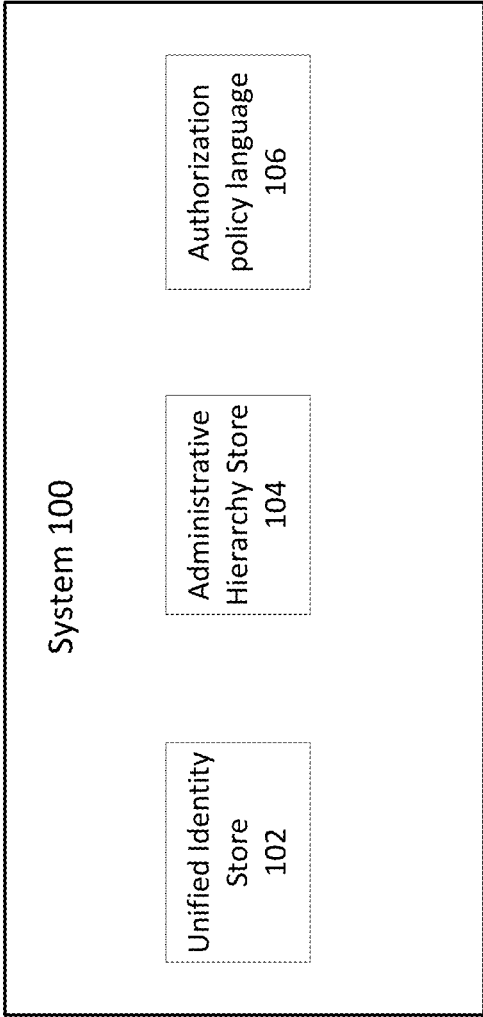 System 100
Unified Identity
Store
102
Administrative
Hierarchy Store
104
Authorization
policy language
106